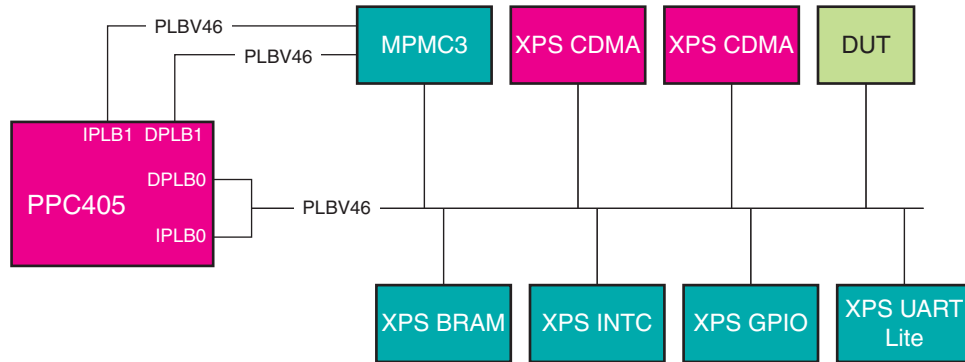 PLBV46
MPMC3
XPS CDMA
XPS CDMA
DUT
PLBV46
IPLB1 DPLB1
DPLB0
PPC405
PLBV46
IPLB0
XPS BRAM
XPS INTC
XPS GPIO
XPS UART
Lite